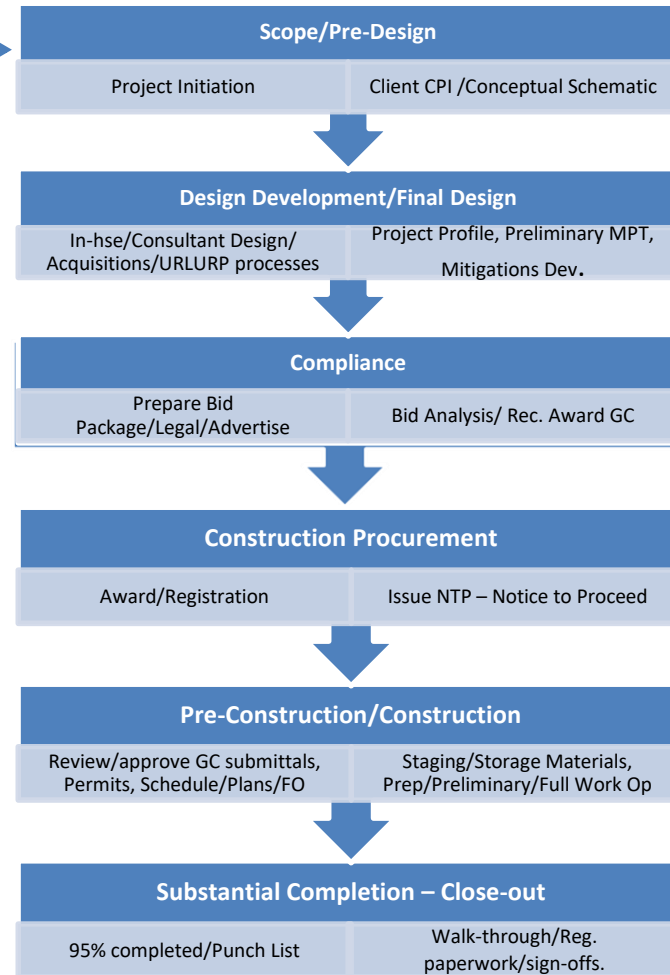 Scope/Pre-Design
Project Initiation
Client CPI /Conceptual Schematic
Design Development/Final Design
In-hse/Consultant Design/
Acquisitions/URLURP processes
Project Profile, Preliminary MPT,
Mitigations Dev.
Compliance
Prepare Bid
Package/Legal/Advertise
Bid Analysis/ Rec. Award GC
Construction Procurement
Award/Registration
Issue NTP – Notice to Proceed
Pre-Construction/Construction
Review/approve GC submittals,
Permits, Schedule/Plans/FO
Staging/Storage Materials,
Prep/Preliminary/Full Work Op
Substantial Completion – Close-out
95% completed/Punch List
Walk-through/Reg.
paperwork/sign-offs.